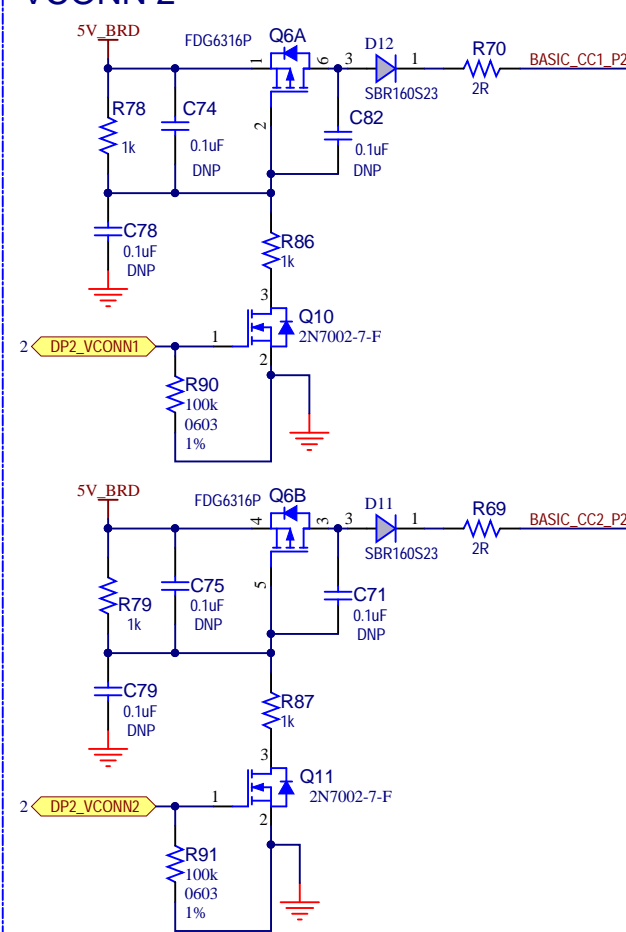 VCONN 2
5V_BRD
FDG6316P
Q6A
1
6
2
3
D12
1
SBR160S23
R70
2R
BASIC_CC1_P2
R78
1k
C74
0.1uF
DNP
C82
0.1uF
DNP
C78
0.1uF
DNP
R86
1k
3
Q10
2N7002-7-F
1
2
2
DP2_VCONN1
R90
100k
0603
1%
5V_BRD
FDG6316P
Q6B
4
3
5
3
D11
1
SBR160S23
R69
2R
BASIC_CC2_P2
R79
1k
C75
0.1uF
DNP
C71
0.1uF
DNP
C79
0.1uF
DNP
R87
1k
3
Q11
2N7002-7-F
1
2
2
DP2_VCONN2
R91
100k
0603
1%